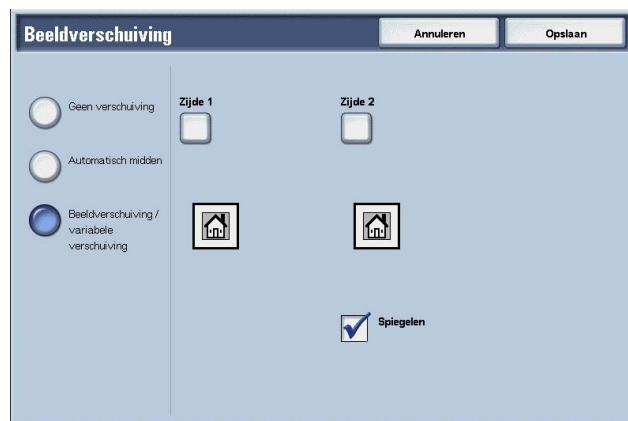 Beeldverschuiving
Annuleren
Opslaan
Geen verschuiving
Automatisch midden
Beeldverschuiving /
variabele
verschuiving
Zijde 1
Zijde 2
Spiegelen